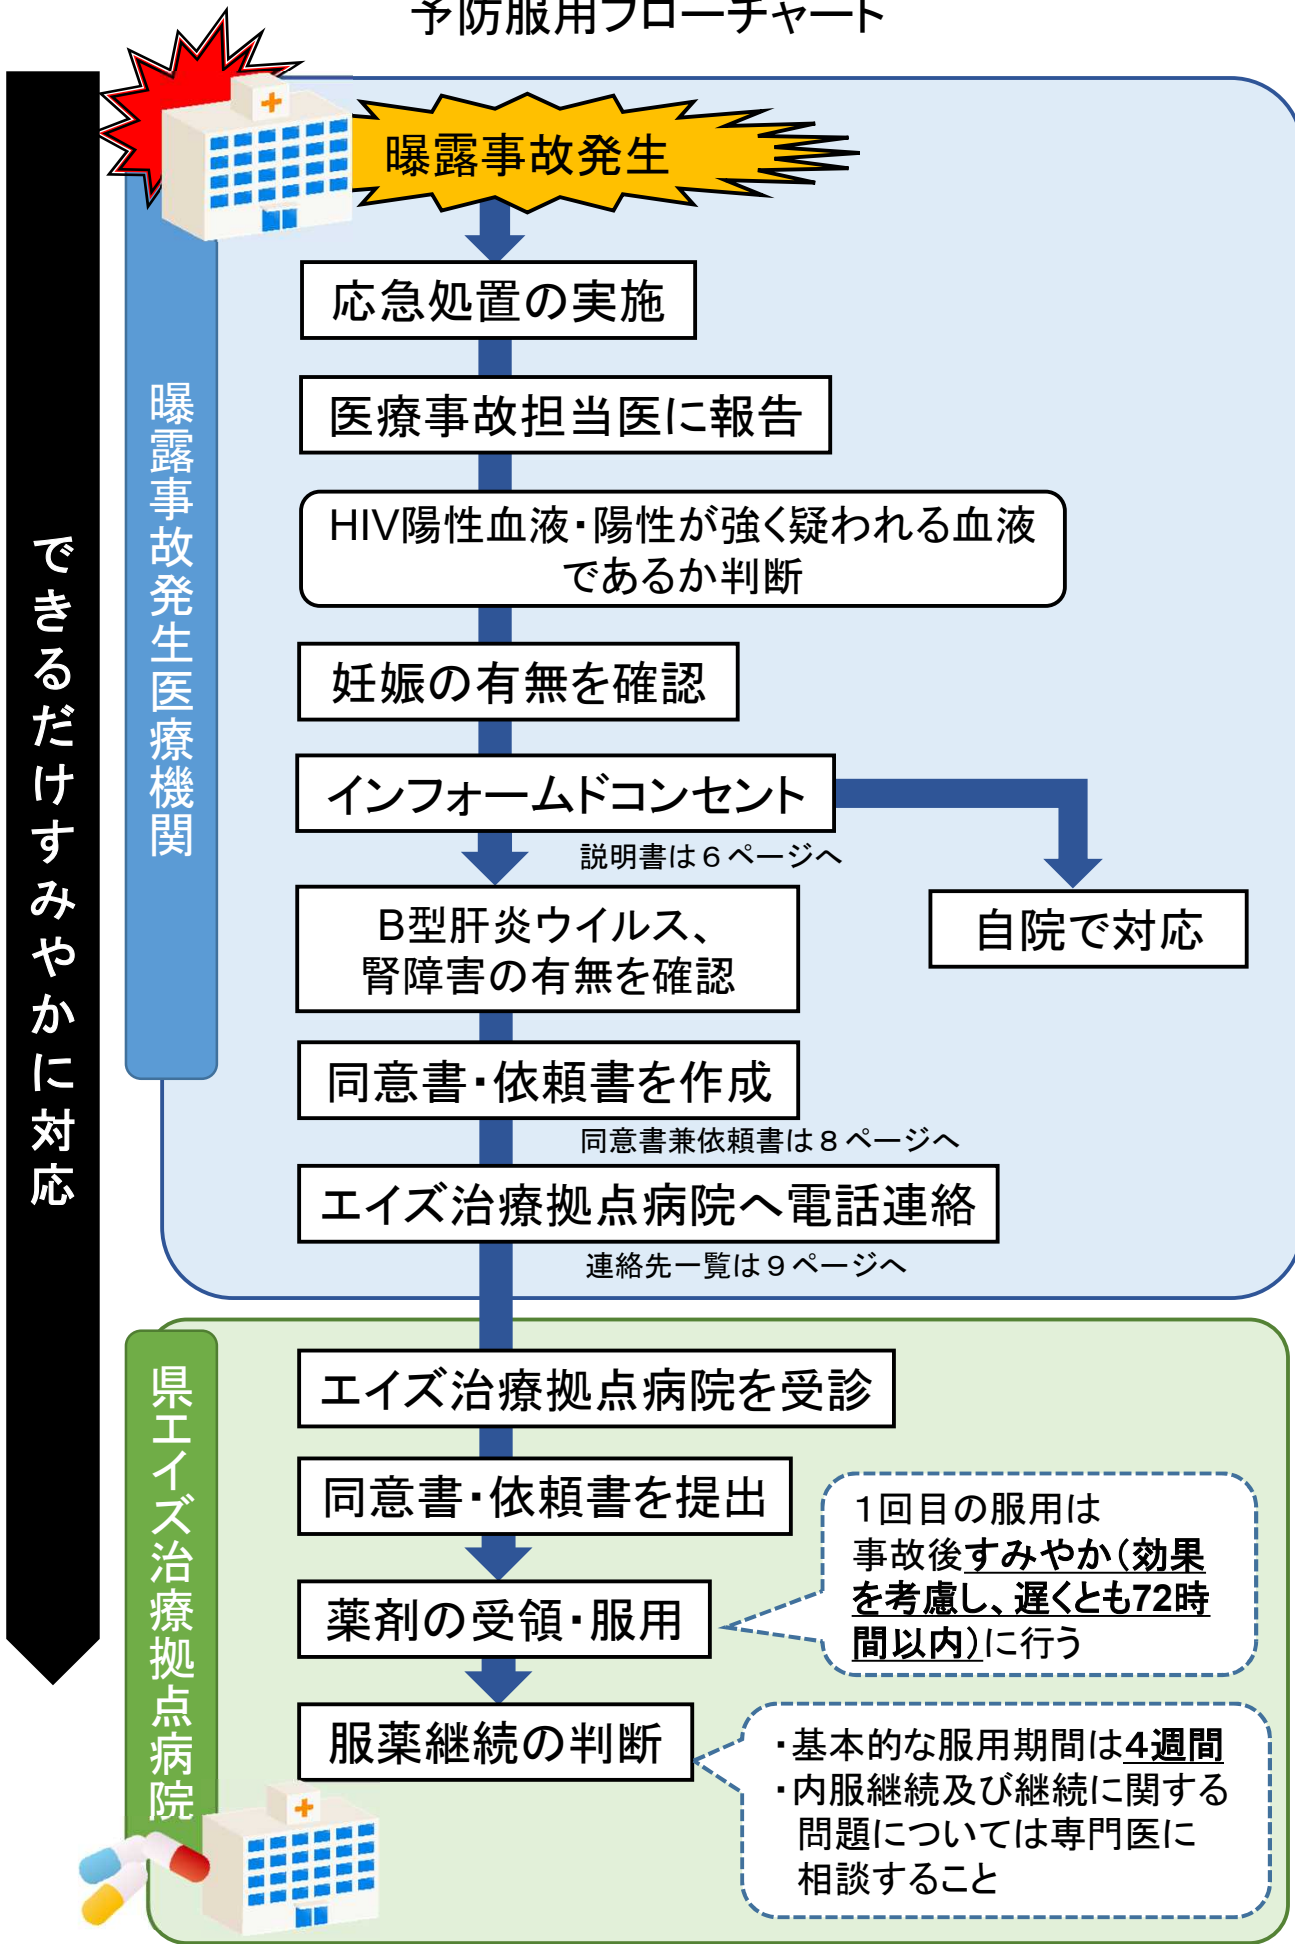 予防服用フローチャート
曝露事故発生
応急処置の実施
医療事故担当医に報告
HIV陽性血液・陽性が強く疑われる血液
であるか判断
妊娠の有無を確認
インフォームドコンセント
説明書は６ページへ
B型肝炎ウイルス、
腎障害の有無を確認
自院で対応
同意書・依頼書を作成
同意書兼依頼書は８ページへ
エイズ治療拠点病院へ電話連絡
連絡先一覧は９ページへ
曝露事故発生医療機関
できるだけすみやかに対応
県エイズ治療拠点病院
エイズ治療拠点病院を受診
同意書・依頼書を提出
薬剤の受領・服用
1回目の服用は
事故後すみやか（効果
を考慮し、遅くとも72時
間以内）に行う
服薬継続の判断
・基本的な服用期間は４週間
・内服継続及び継続に関する
問題については専門医に
相談すること